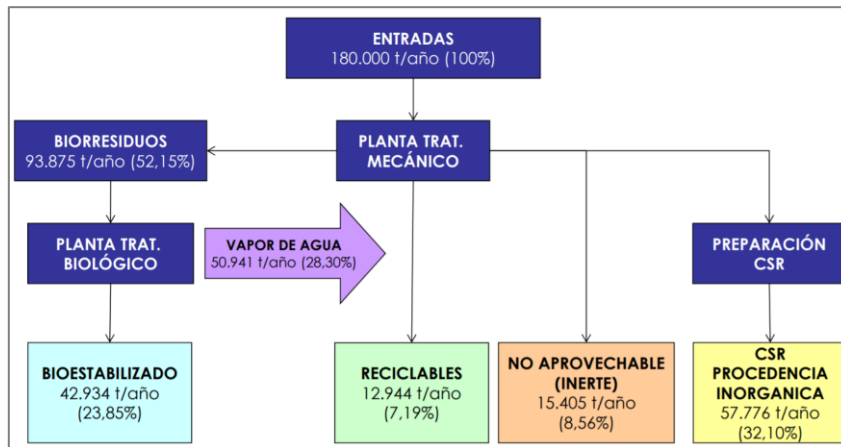 ENTRADAS
180.000 t/año (100%)
BIORRESIDUOS
93.875 t/año (52,15%)
PLANTA TRAT.
MECÁNICO
PLANTA TRAT.
BIOLÓGICO
VAPOR DE AGUA
50.941 t/año (28,30%)
PREPARACIÓN
CSR
BIOESTABILIZADO
42.934 t/año
(23,85%)
RECICLABLES
12.944 t/año
(7,19%)
NO APROVECHABLE
(INERTE)
15.405 t/año
(8,56%)
CSR
PROCEDENCIA
INORGANICA
57.776 t/año
(32,10%)